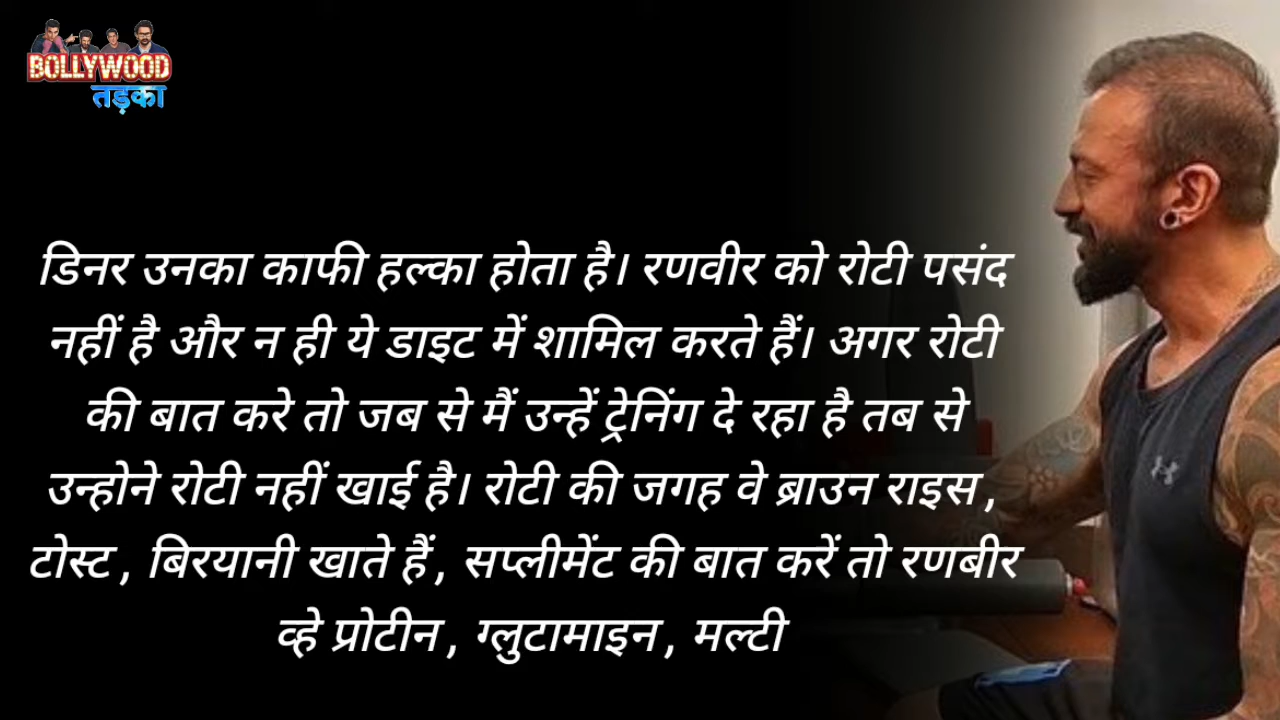 BOLLYWOOD
तड़का
डिनर उनका काफी हल्का होता है। रणवीर को रोटी पसंद
नहीं है और न ही ये डाइट में शामिल करते हैं। अगर रोटी
की बात करे तो जब से मैं उन्हें ट्रेनिंग दे रहा है तब से
उन्होने रोटी नहीं खाई है। रोटी की जगह वे ब्राउन राइस,
टोस्ट, बिरयानी खाते हैं, सप्लीमेंट की बात करें तो रणबीर
व्हे प्रोटीन, ग्लुटामाइन, मल्टी